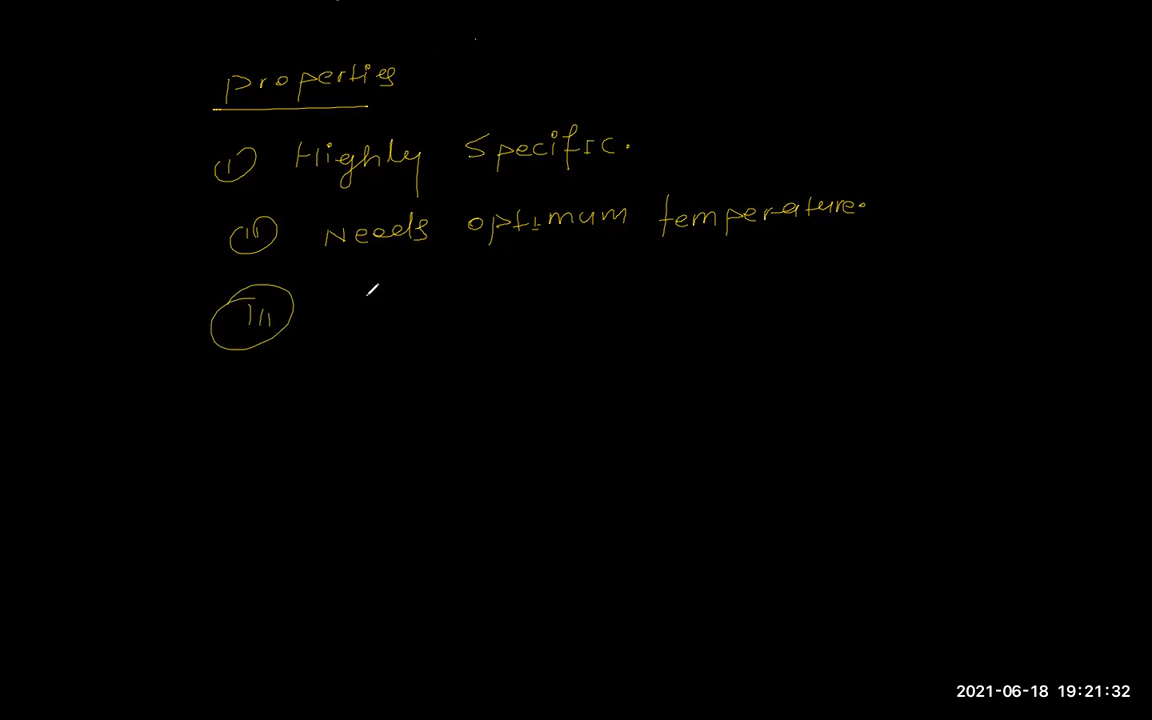 Properties
(i) Highly Specific.
(ii) Needs optimum temperature.
(iii)
2021-06-18 19:21:32